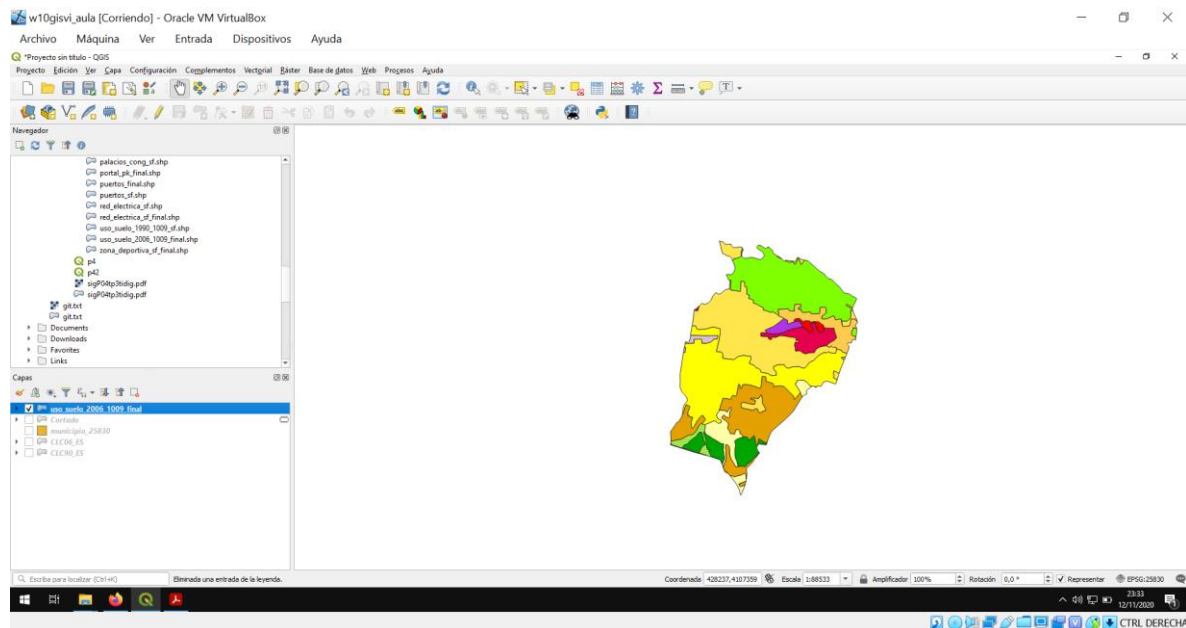 w10gisvi_aula [Corriendo] - Oracle VM VirtualBox
Archivo Máquina Ver Entrada Dispositivos Ayuda
*Proyecto sin título - QGIS
Proyecto Edición Ver Capa Configuración Complementos Vectorial Ráster Base de datos Web Procesos Ayuda
Navegador
palacios_cong_sf.shp
portal_pk_final.shp
puertos_final.shp
puertos_sf.shp
red_electrica_sf.shp
red_electrica_sf_final.shp
uso_suelo_1990_1009_sf.shp
uso_suelo_2006_1009_final.shp
zona_deportiva_sf_final.shp
p4
p42
sigP04tp3tidig.pdf
sigP04tp3tidig.pdf
git.txt
git.txt
Documents
Downloads
Favorites
Links
Capas
uso_suelo_2006_1009_final
Cortado
municipio_25830
CLC06_ES
CLC90_ES
Escriba para localizar (Ctrl+K) Eliminada una entrada de la leyenda. Coordenada 428237,4107359 Escala 1:88533 Amplificador 100% Rotación 0,0 ° Representar EPSG:25830
23:33
12/11/2020
CTRL DERECHA